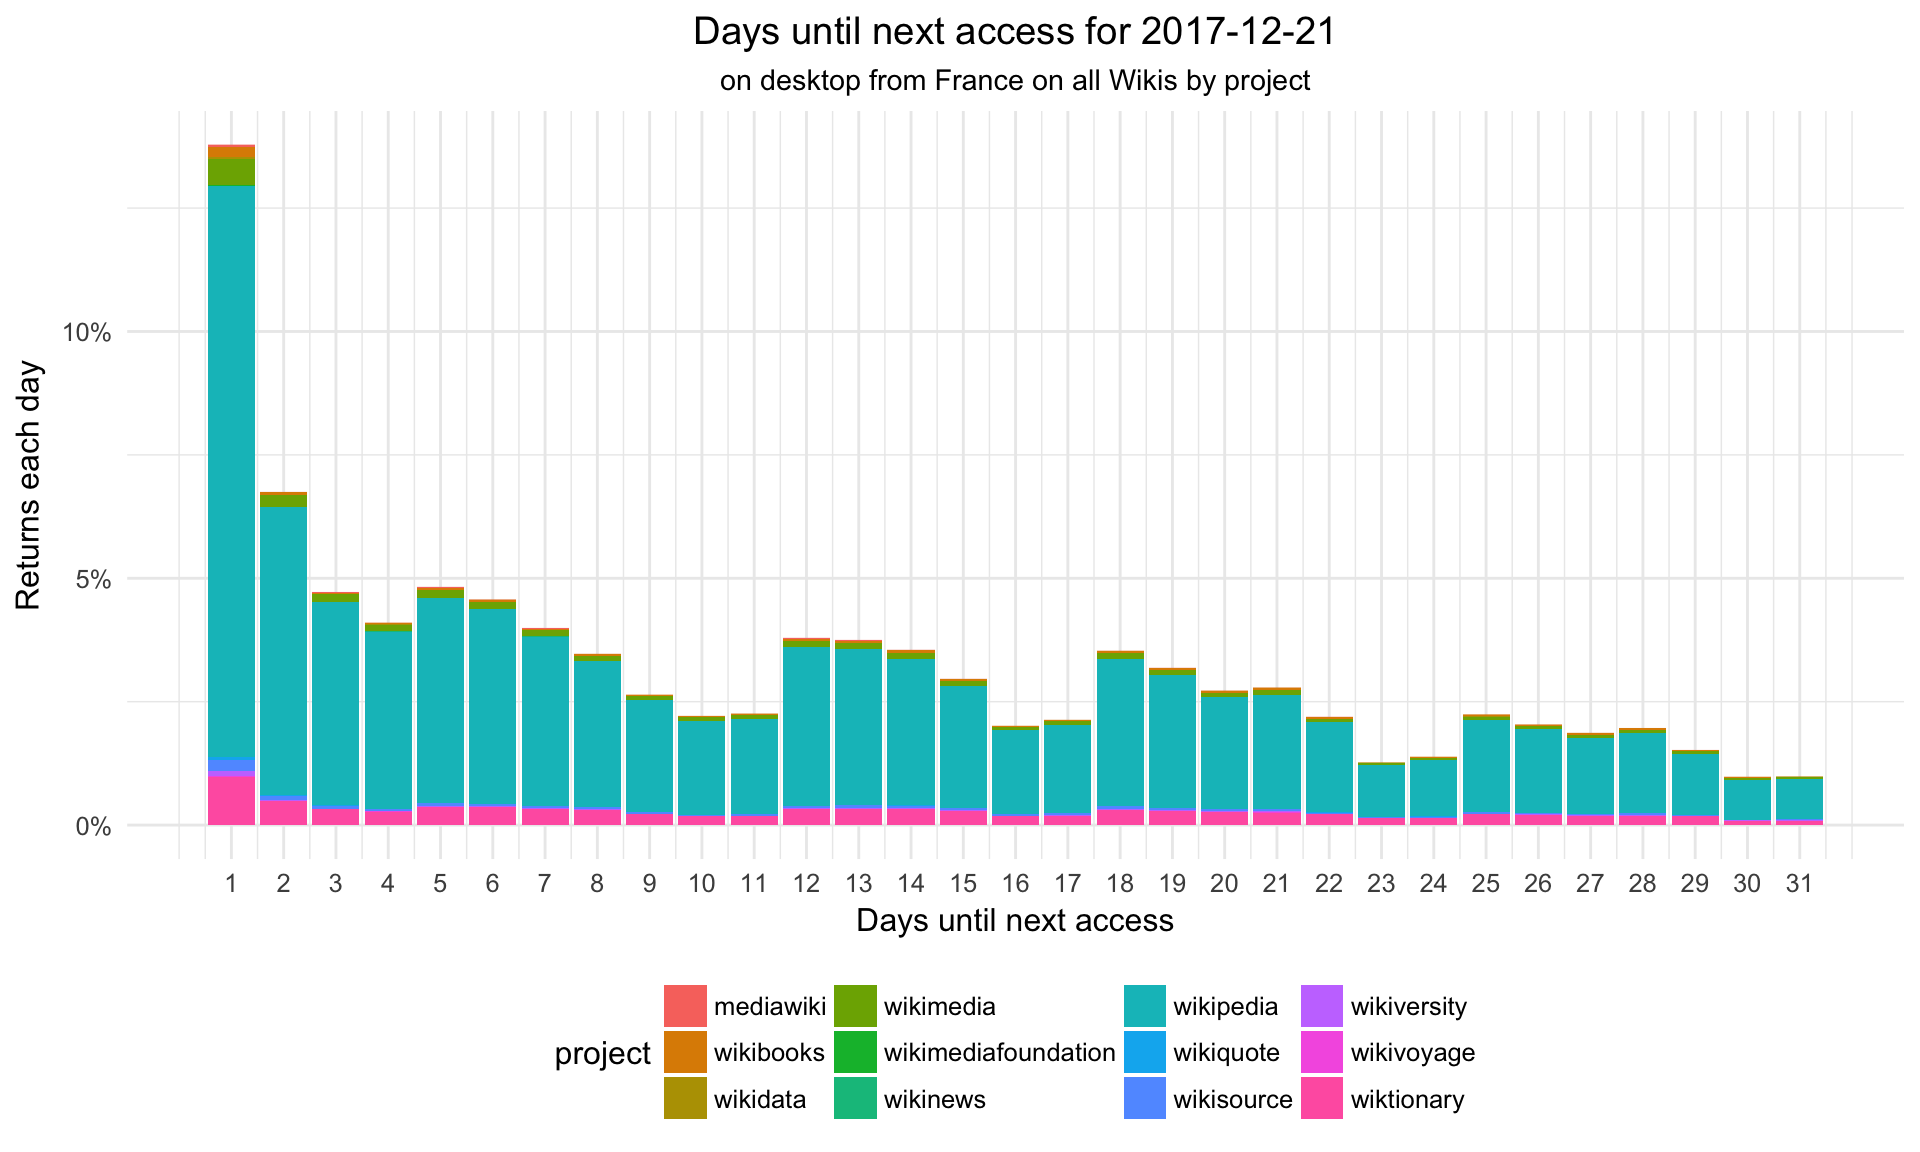 Days until next access for 2017-12-21
on desktop from France on all Wikis by project
Returns each day
10%
5%
0%
1 2 3 4 5 6 7 8 9 10 11 12 13 14 15 16 17 18 19 20 21 22 23 24 25 26 27 28 29 30 31
Days until next access
project
mediawiki wikimedia wikipedia wikiversity
wikibooks wikimediafoundation wikiquote wikivoyage
wikidata wikinews wikisource wiktionary